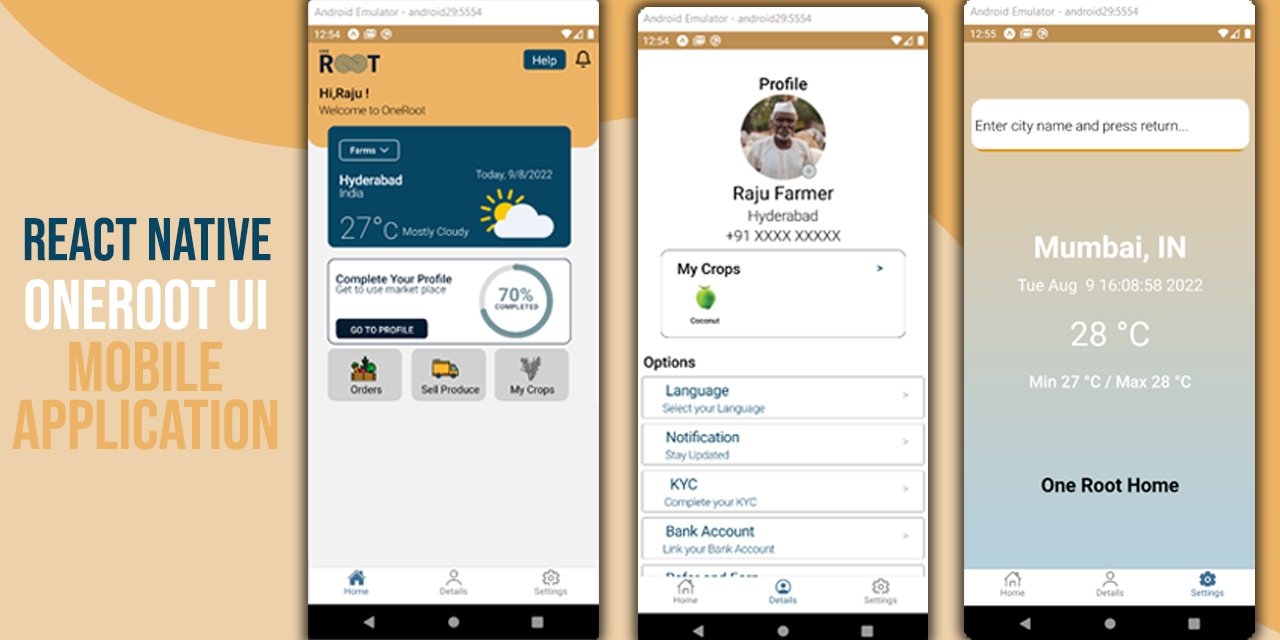 REACT NATIVE
ONEROOT UI
MOBILE
APPLICATION
Android Emulator - android29:5554
12:54
ONE
ROOT
Help
Hi,Raju !
Welcome to OneRoot
Farms
Hyderabad
India
Today, 9/8/2022
27°C Mostly Cloudy
Complete Your Profile
Get to use market place
70%
COMPLETED
GO TO PROFILE
Orders
Sell Produce
My Crops
Home
Details
Settings
Android Emulator - android29:5554
12:54
Profile
Raju Farmer
Hyderabad
+91 XXXX XXXXX
My Crops >
Coconut
Options
Language >
Select your Language
Notification >
Stay Updated
KYC >
Complete your KYC
Bank Account >
Link your Bank Account
Refer and Earn
Home
Details
Settings
Android Emulator - android29:5554
12:55
Enter city name and press return...
Mumbai, IN
Tue Aug 9 16:08:58 2022
28 °C
Min 27 °C / Max 28 °C
One Root Home
Home
Details
Settings